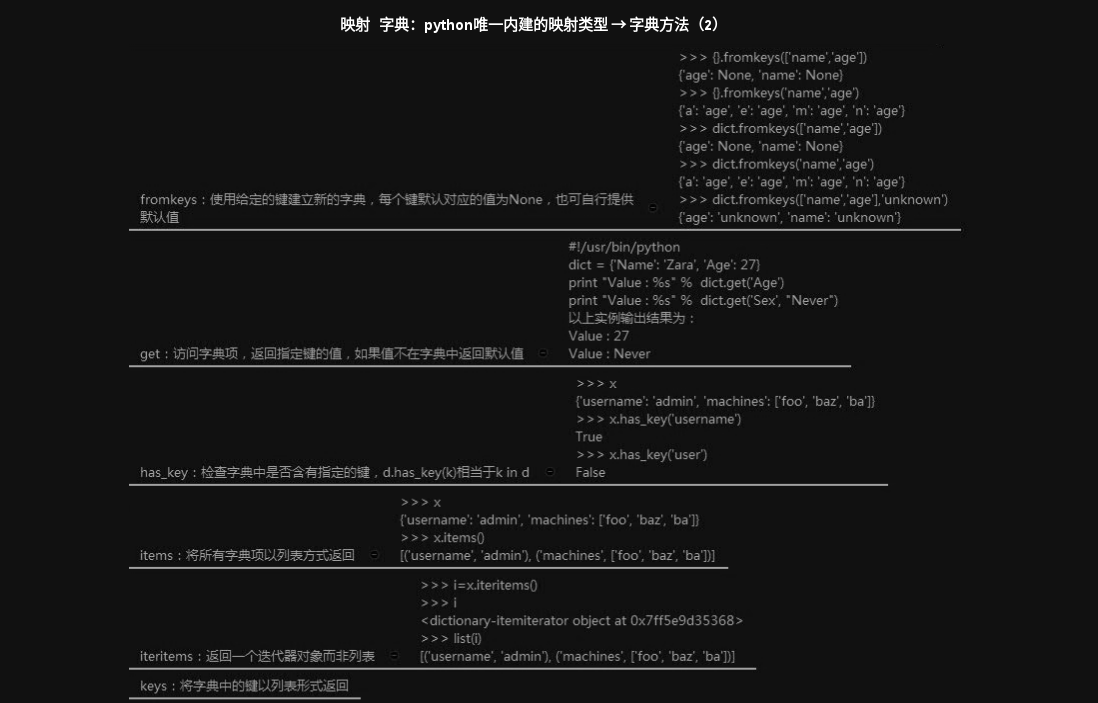 映射  字典：python唯一内建的映射类型 → 字典方法（2）
>>> {}.fromkeys(['name','age'])
{'age': None, 'name': None}
>>> {}.fromkeys('name','age')
{'a': 'age', 'e': 'age', 'm': 'age', 'n': 'age'}
>>> dict.fromkeys(['name','age'])
{'age': None, 'name': None}
>>> dict.fromkeys('name','age')
{'a': 'age', 'e': 'age', 'm': 'age', 'n': 'age'}
>>> dict.fromkeys(['name','age'],'unknown')
{'age': 'unknown', 'name': 'unknown'}
fromkeys：使用给定的键建立新的字典，每个键默认对应的值为None，也可自行提供
默认值
#!/usr/bin/python
dict = {'Name': 'Zara', 'Age': 27}
print "Value : %s" %  dict.get('Age')
print "Value : %s" %  dict.get('Sex', "Never")
以上实例输出结果为：
Value : 27
Value : Never
get：访问字典项，返回指定键的值，如果值不在字典中返回默认值
>>> x
{'username': 'admin', 'machines': ['foo', 'baz', 'ba']}
>>> x.has_key('username')
True
>>> x.has_key('user')
False
has_key：检查字典中是否含有指定的键，d.has_key(k)相当于k in d
>>> x
{'username': 'admin', 'machines': ['foo', 'baz', 'ba']}
>>> x.items()
[('username', 'admin'), ('machines', ['foo', 'baz', 'ba'])]
items：将所有字典项以列表方式返回
>>> i=x.iteritems()
>>> i
<dictionary-itemiterator object at 0x7ff5e9d35368>
>>> list(i)
[('username', 'admin'), ('machines', ['foo', 'baz', 'ba'])]
iteritems：返回一个迭代器对象而非列表
keys：将字典中的键以列表形式返回